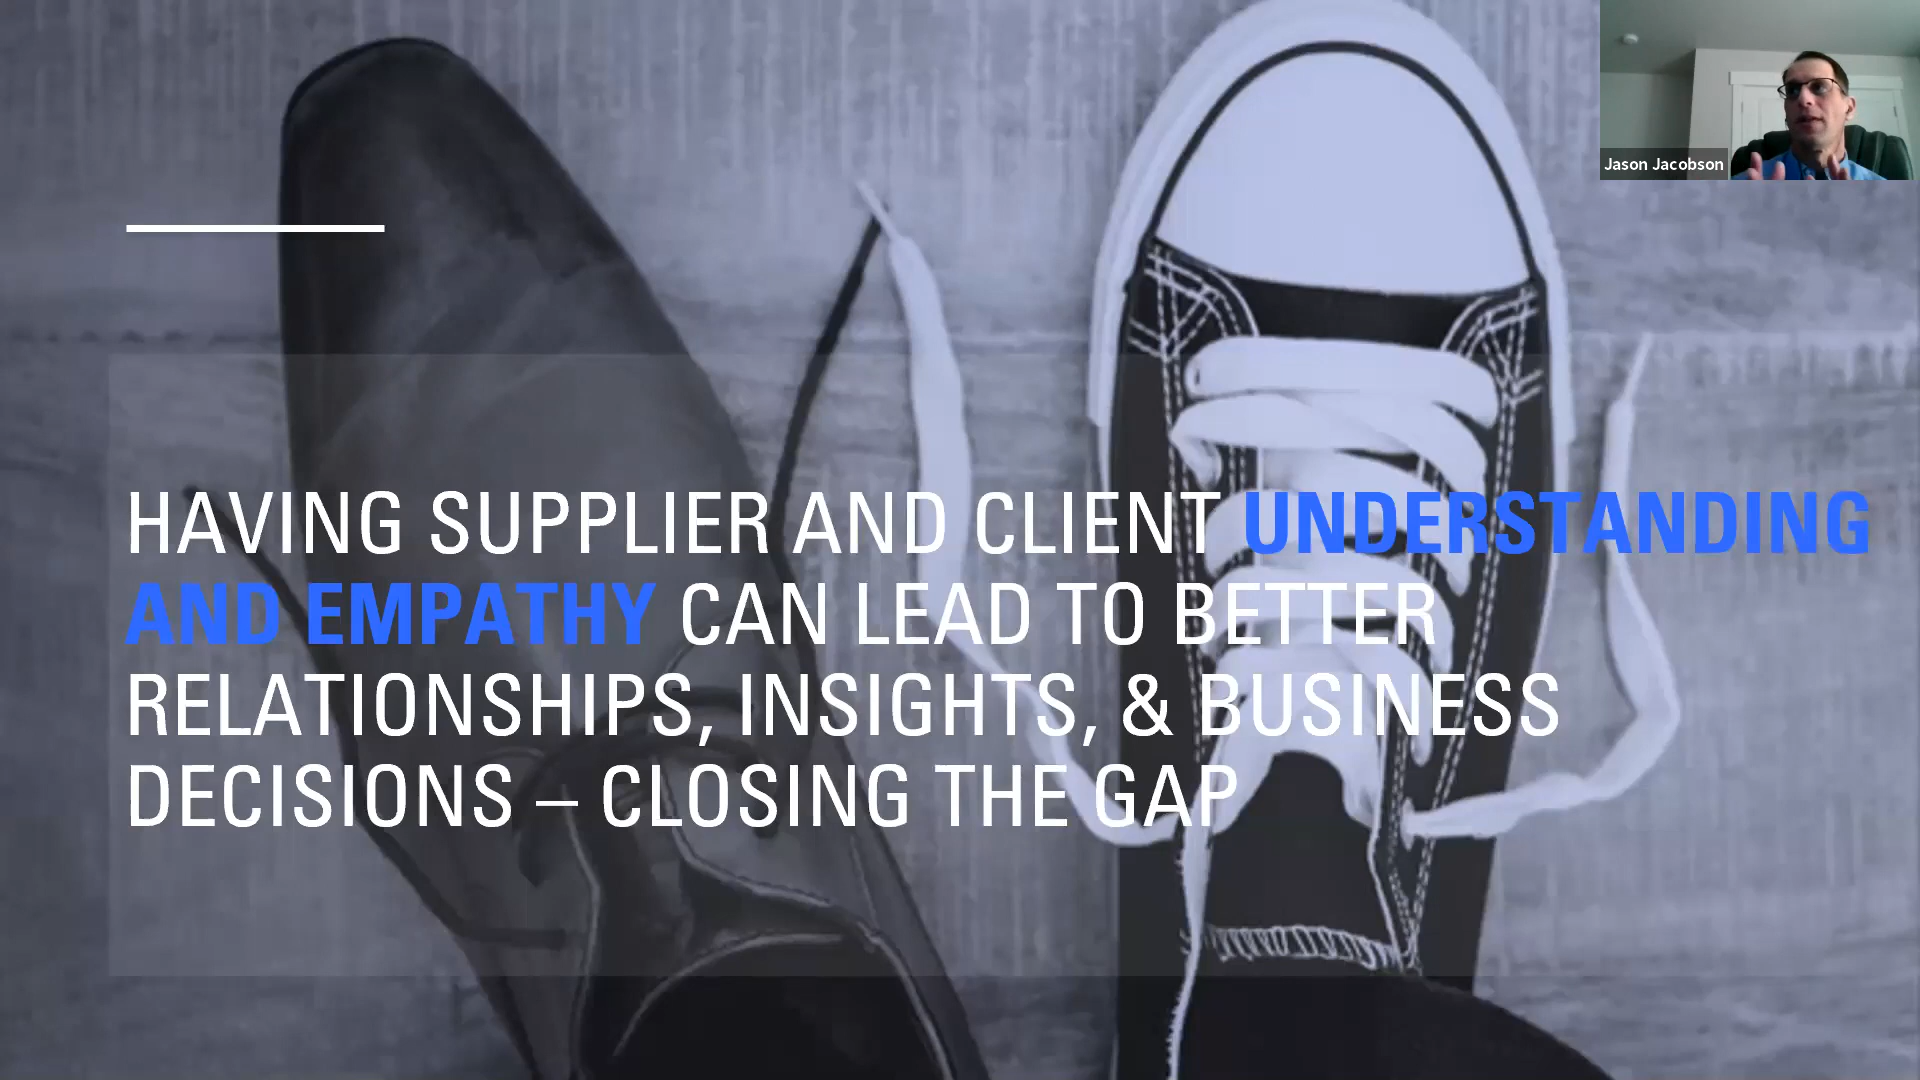 Jason Jacobson
HAVING SUPPLIER AND CLIENT UNDERSTANDING
AND EMPATHY CAN LEAD TO BETTER
RELATIONSHIPS, INSIGHTS, & BUSINESS
DECISIONS – CLOSING THE GAP